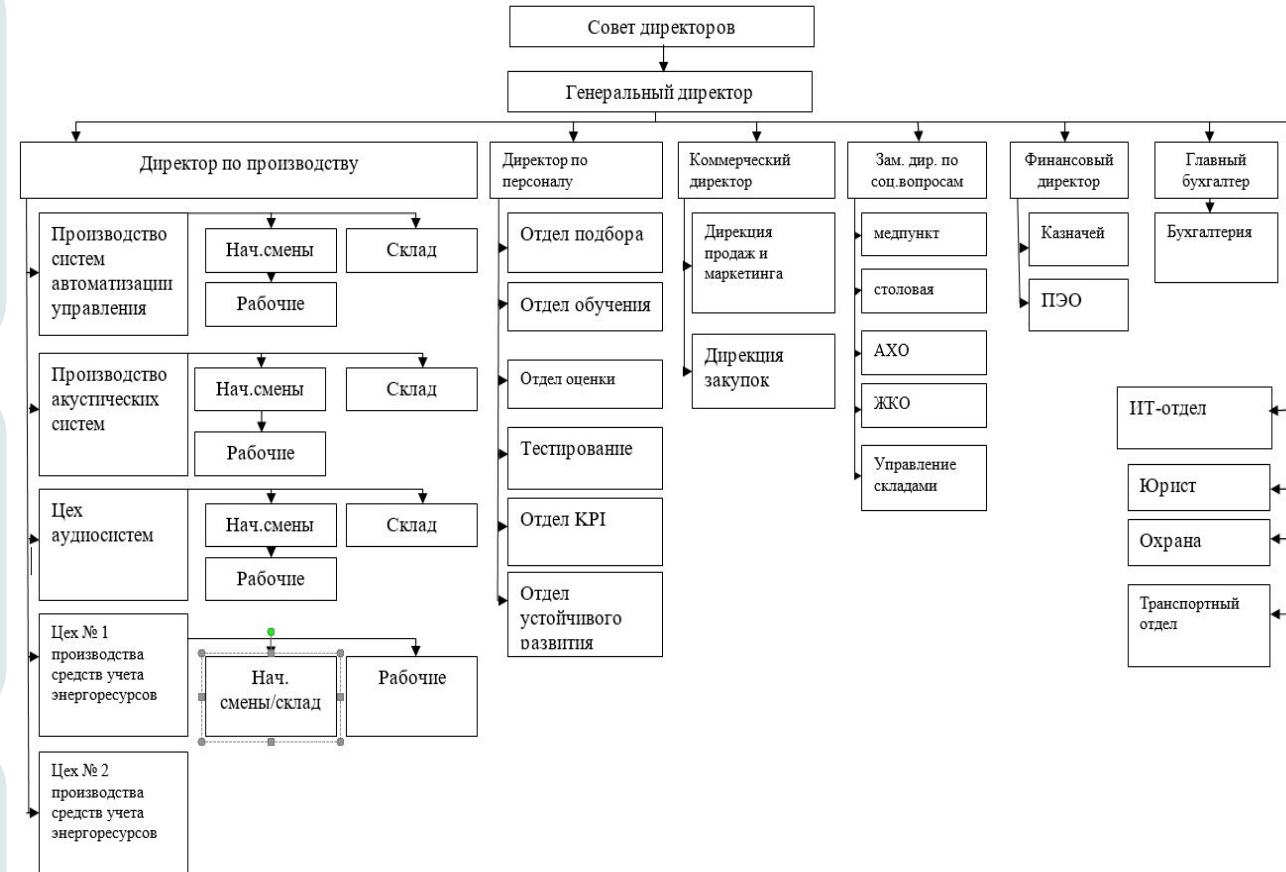 Совет директоров
Генеральный директор
Директор по производству
Производство
систем
автоматизации
управления
Нач.смены
Рабочие
Склад
Производство
акустических
систем
Нач.смены
Рабочие
Склад
Цех
аудиосистем
Нач.смены
Рабочие
Склад
Цех № 1
производства
средств учета
энергоресурсов
Нач.
смены/склад
Рабочие
Цех № 2
производства
средств учета
энергоресурсов
Директор по
персоналу
Отдел подбора
Отдел обучения
Отдел оценки
Тестирование
Отдел KPI
Отдел
устойчивого
развития
Коммерческий
директор
Дирекция
продаж и
маркетинга
Дирекция
закупок
Зам. дир. по
соц.вопросам
медпункт
столовая
АХО
ЖКО
Управление
складами
Финансовый
директор
Казначей
ПЭО
Главный
бухгалтер
Бухгалтерия
ИТ-отдел
Юрист
Охрана
Транспортный
отдел